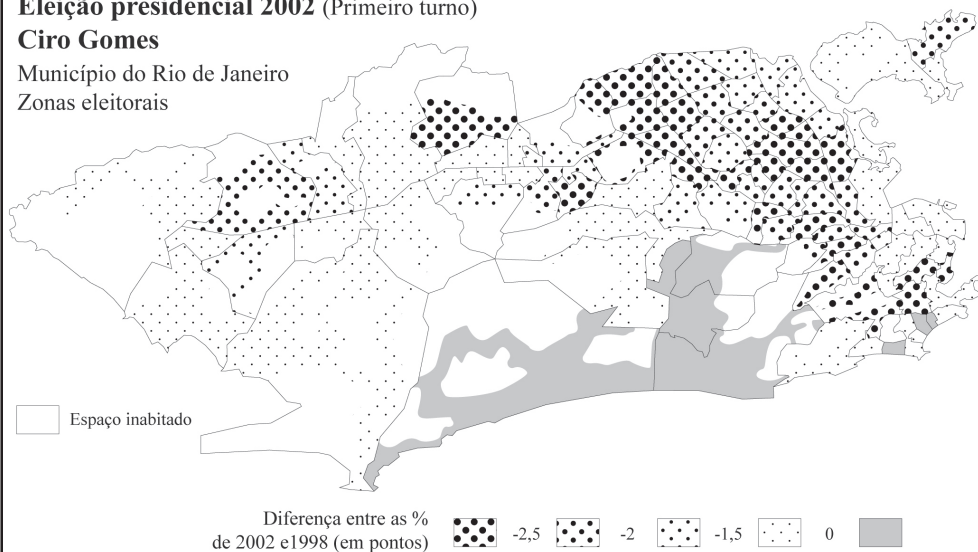 Eleição presidencial 2002 (Primeiro turno)
Ciro Gomes
Município do Rio de Janeiro
Zonas eleitorais
Espaço inabitado
Diferença entre as %
de 2002 e1998 (em pontos)
-2,5 -2 -1,5 0